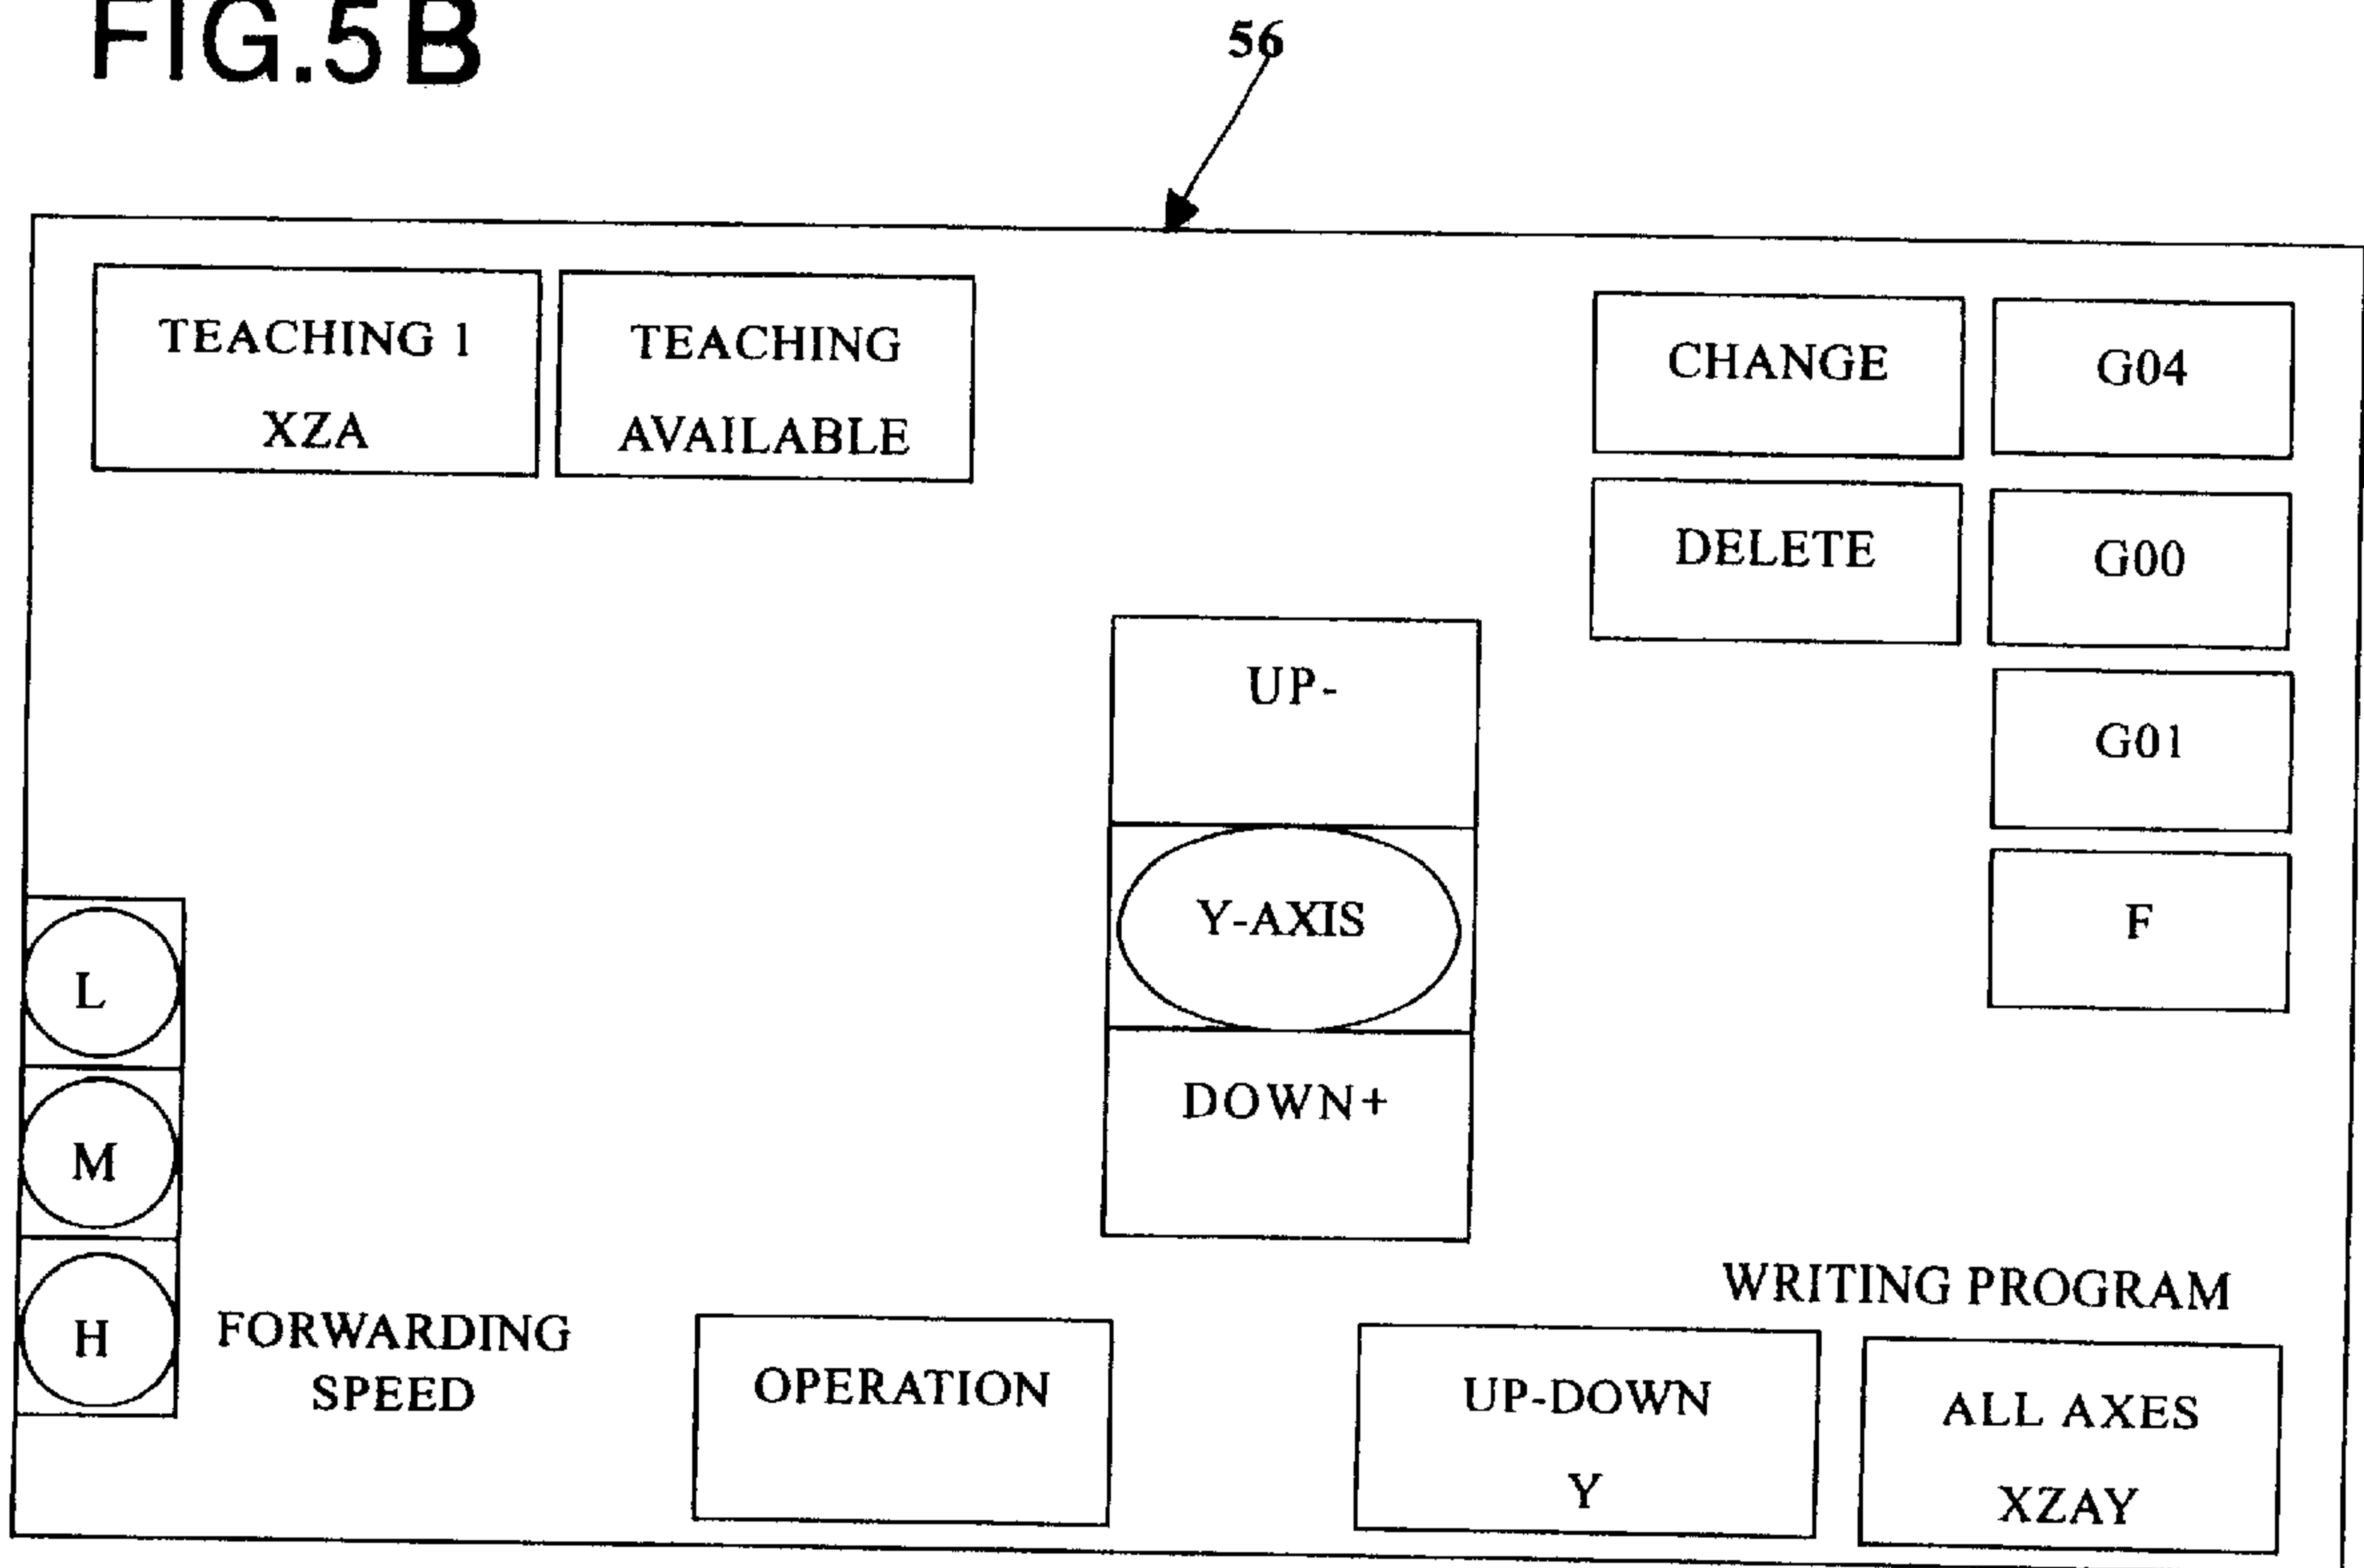 FIG.5B
56
TEACHING 1
XZA
TEACHING
AVAILABLE
CHANGE
G04
DELETE
G00
UP-
G01
Y-AXIS
F
L
DOWN+
M
H
FORWARDING
SPEED
OPERATION
WRITING PROGRAM
UP-DOWN
Y
ALL AXES
XZAY